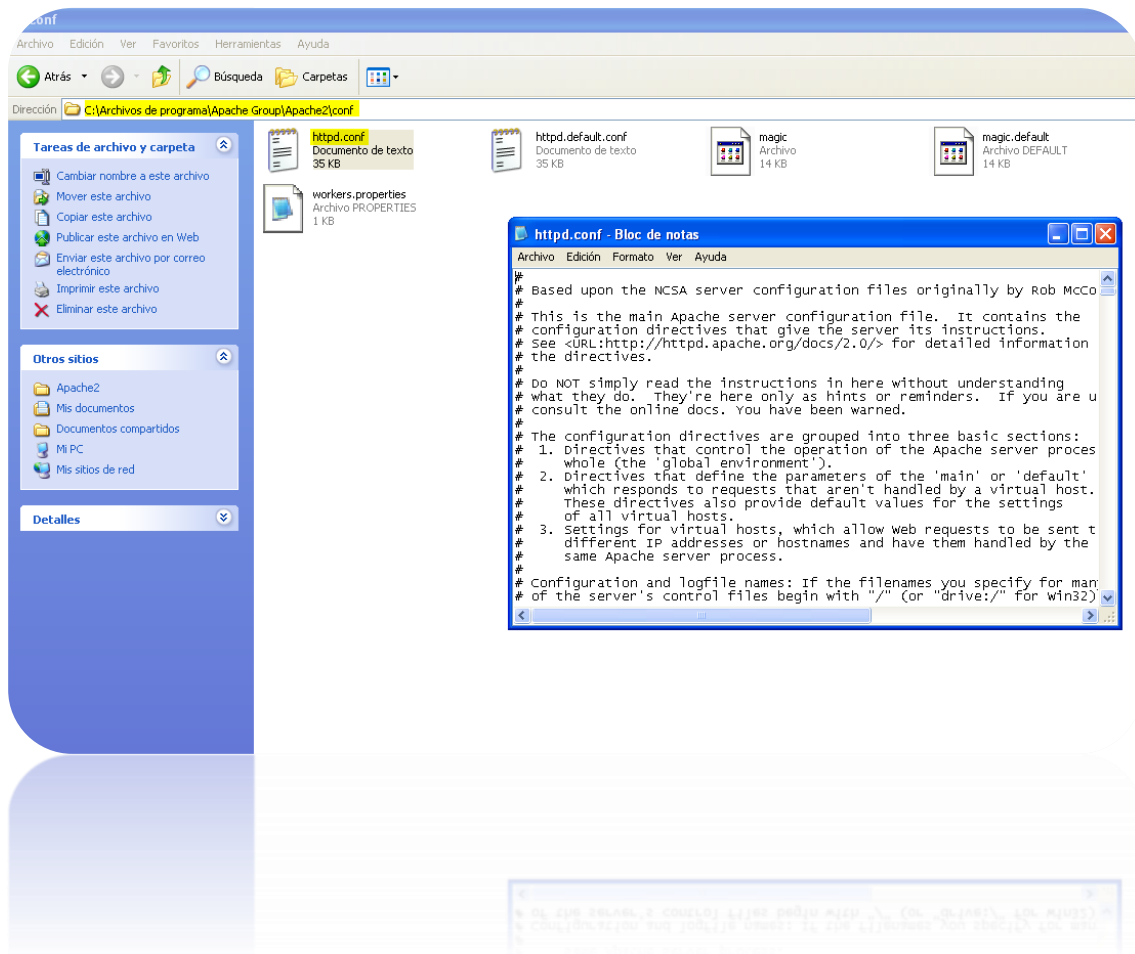 conf
Archivo Edición Ver Favoritos Herramientas Ayuda
Atrás Búsqueda Carpetas
Dirección C:\Archivos de programa\Apache Group\Apache2\conf
Tareas de archivo y carpeta
Cambiar nombre a este archivo
Mover este archivo
Copiar este archivo
Publicar este archivo en Web
Enviar este archivo por correo
electrónico
Imprimir este archivo
Eliminar este archivo
Otros sitios
Apache2
Mis documentos
Documentos compartidos
Mi PC
Mis sitios de red
Detalles
httpd.conf
Documento de texto
35 KB
httpd.default.conf
Documento de texto
35 KB
magic
Archivo
14 KB
magic.default
Archivo DEFAULT
14 KB
workers.properties
Archivo PROPERTIES
1 KB
httpd.conf - Bloc de notas
Archivo Edición Formato Ver Ayuda
#
# Based upon the NCSA server configuration files originally by Rob McCo
#
# This is the main Apache server configuration file.  It contains the
# configuration directives that give the server its instructions.
# See <URL:http://httpd.apache.org/docs/2.0/> for detailed information
# the directives.
#
# Do NOT simply read the instructions in here without understanding
# what they do.  They're here only as hints or reminders.  If you are u
# consult the online docs. You have been warned.
#
# The configuration directives are grouped into three basic sections:
#  1. Directives that control the operation of the Apache server proces
#     whole (the 'global environment').
#  2. Directives that define the parameters of the 'main' or 'default'
#     which responds to requests that aren't handled by a virtual host.
#     These directives also provide default values for the settings
#     of all virtual hosts.
#  3. Settings for virtual hosts, which allow Web requests to be sent t
#     different IP addresses or hostnames and have them handled by the
#     same Apache server process.
#
# Configuration and logfile names: If the filenames you specify for man
# of the server's control files begin with "/" (or "drive:/" for Win32)